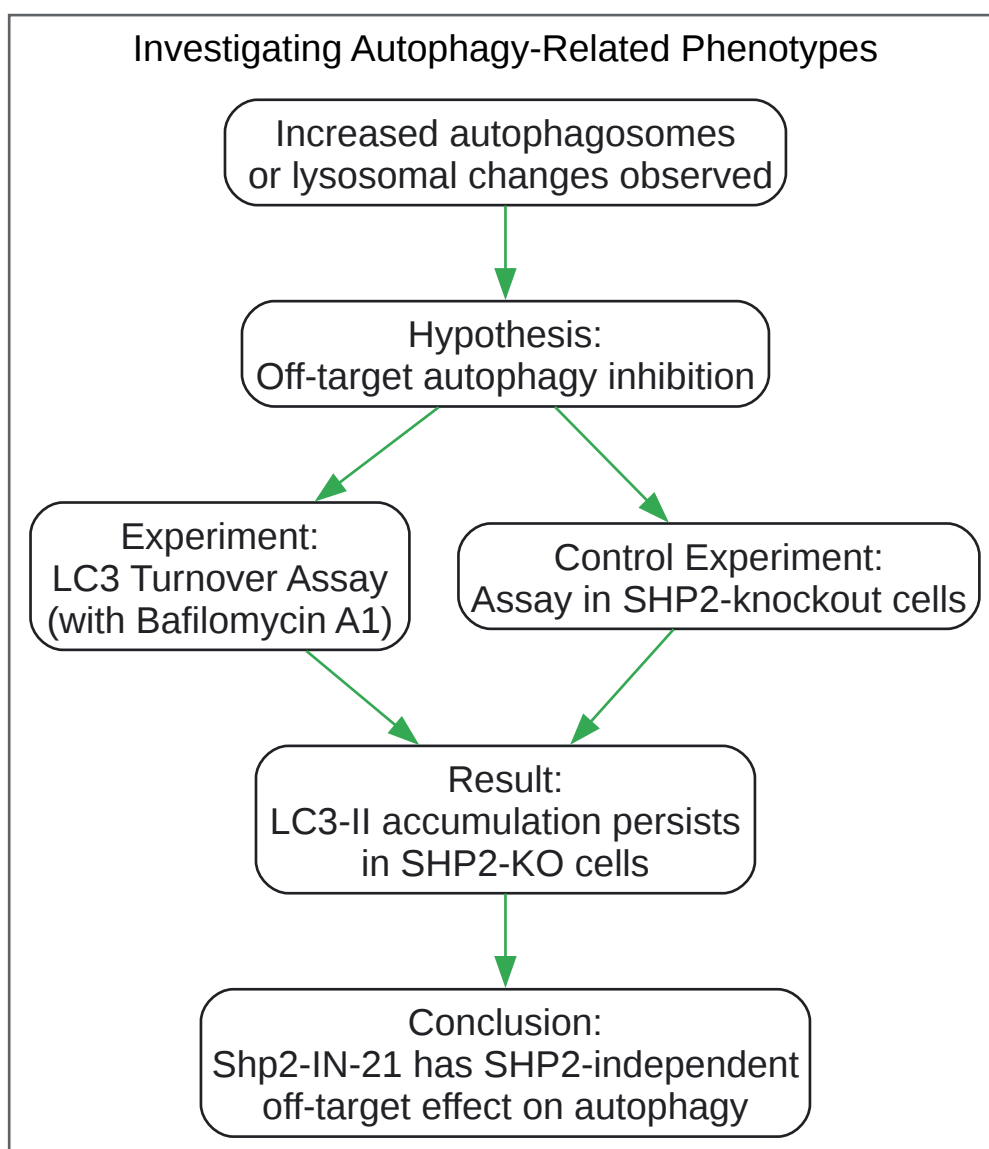 Investigating Autophagy-Related Phenotypes
Increased autophagosomes
or lysosomal changes observed
Hypothesis:
Off-target autophagy inhibition
Experiment:
LC3 Turnover Assay
(with Bafilomycin A1)
Control Experiment:
Assay in SHP2-knockout cells
Result:
LC3-II accumulation persists
in SHP2-KO cells
Conclusion:
Shp2-IN-21 has SHP2-independent
off-target effect on autophagy